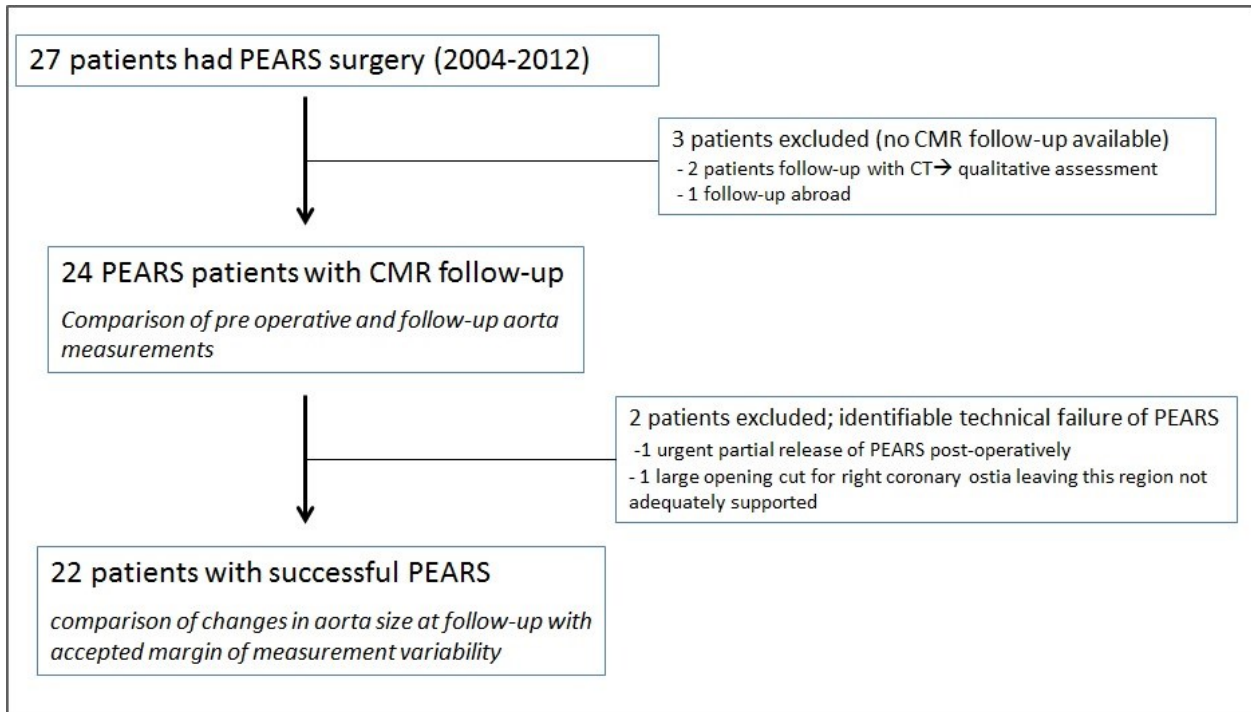 27 patients had PEARS surgery (2004-2012)
3 patients excluded (no CMR follow-up available)
- 2 patients follow-up with CT→ qualitative assessment
- 1 follow-up abroad
24 PEARS patients with CMR follow-up
Comparison of pre operative and follow-up aorta
measurements
2 patients excluded; identifiable technical failure of PEARS
-1 urgent partial release of PEARS post-operatively
- 1 large opening cut for right coronary ostia leaving this region not
adequately supported
22 patients with successful PEARS
comparison of changes in aorta size at follow-up with
accepted margin of measurement variability